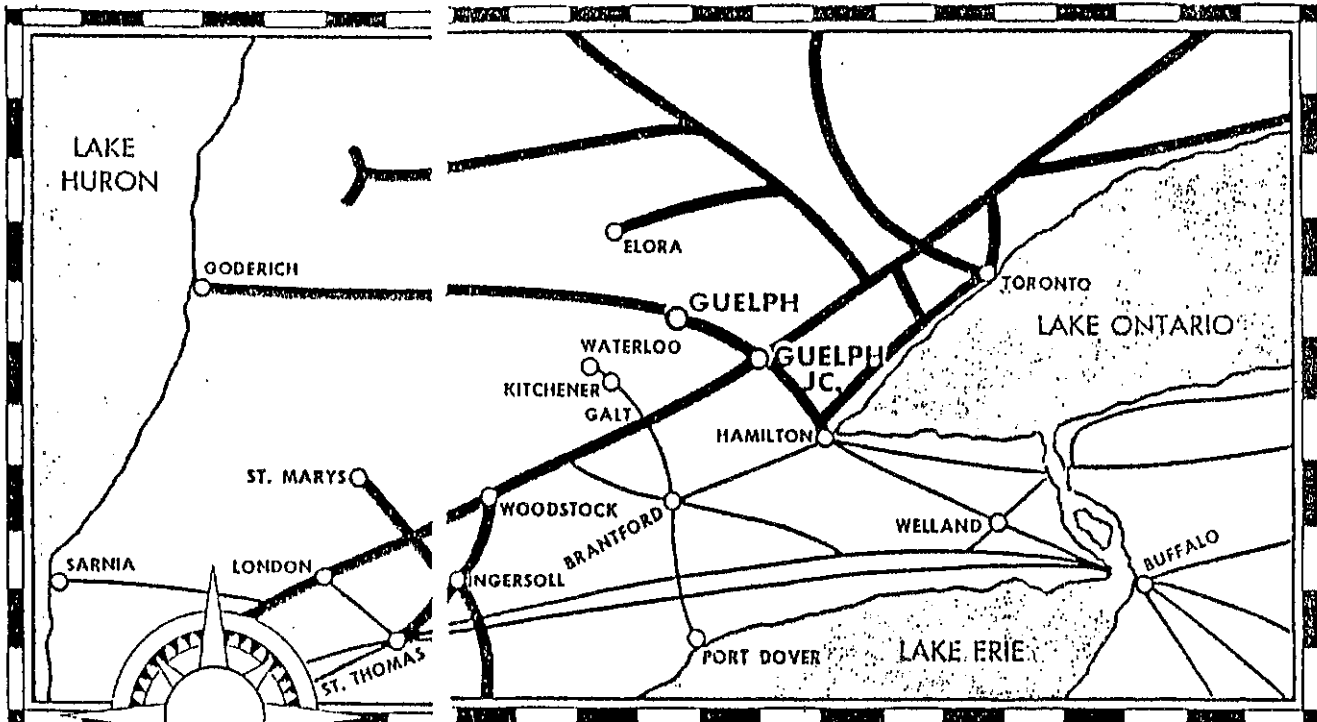 LAKE
HURON
ELORA
GODERICH
TORONTO
GUELPH
LAKE ONTARIO
WATERLOO
GUELPH
JC.
KITCHENER
GALT
HAMILTON
ST. MARYS
WOODSTOCK
BRANTFORD
WELLAND
BUFFALO
SARNIA
LONDON
INGERSOLL
ST. THOMAS
PORT DOVER
LAKE ERIE